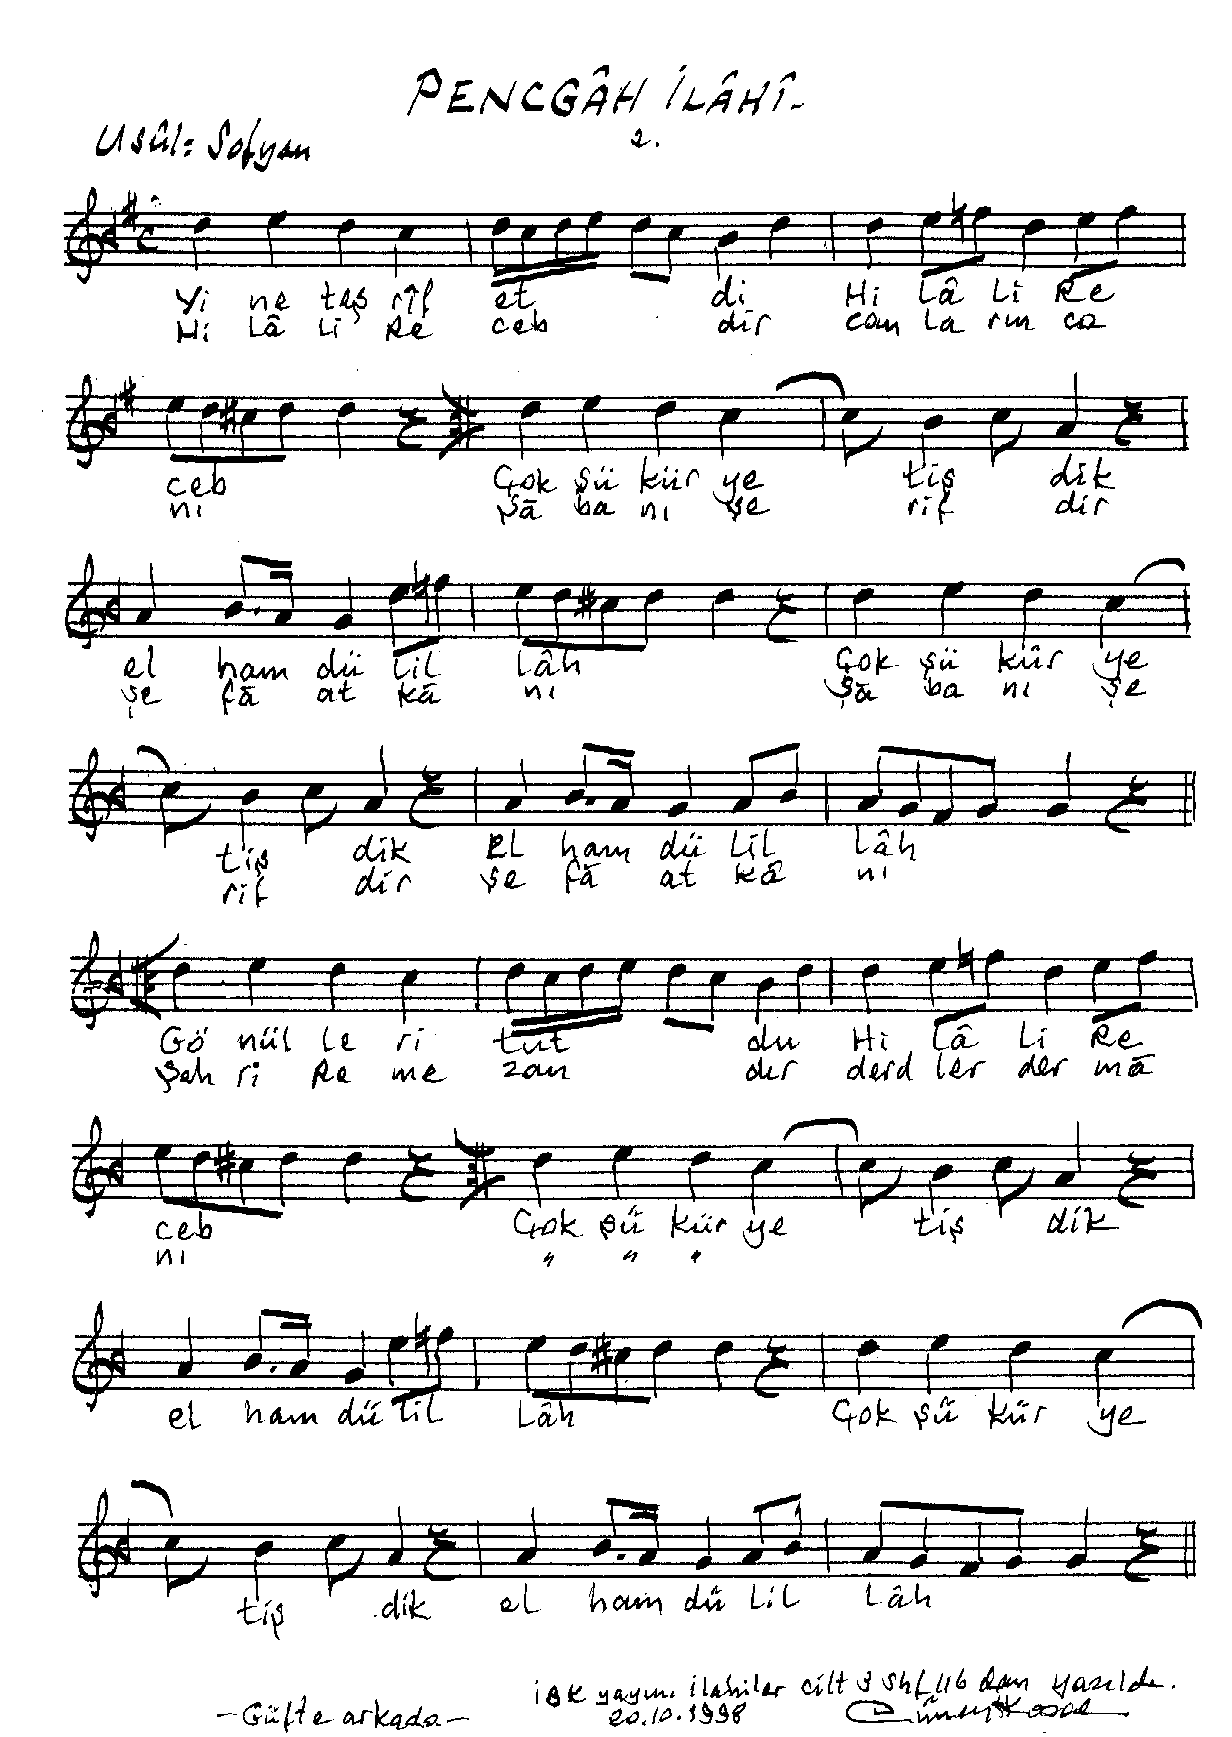 PENCGÂH İLÂHÎ-
2.
Usûl: Sofyan
Yi ne teş rîf et di Hi lâ li Re
Hi lâ li Re ceb dir can la rın ca
ceb Çok şü kür ye tiş dik
nı Şâ ba nı şe rif dir
el ham dü lil lâh Çok şü kür ye
şe fâ at kâ nı Şâ ba nı şe
tiş dik el ham dü lil lâh
rif dir şe fâ at kâ nı
Gö nül le ri tut du Hi lâ li Re
Şeh ri Re me zan dır derd ler der mâ
ceb Çok şü kür ye tiş dik
nı " " "
el ham dü lil lâh Çok şü kür ye
tiş dik el ham dü lil lâh
İBK yayını ilahiler cilt 3 Shf 116 dan yazıldı.
-Güfte arkada- 20.10.1998